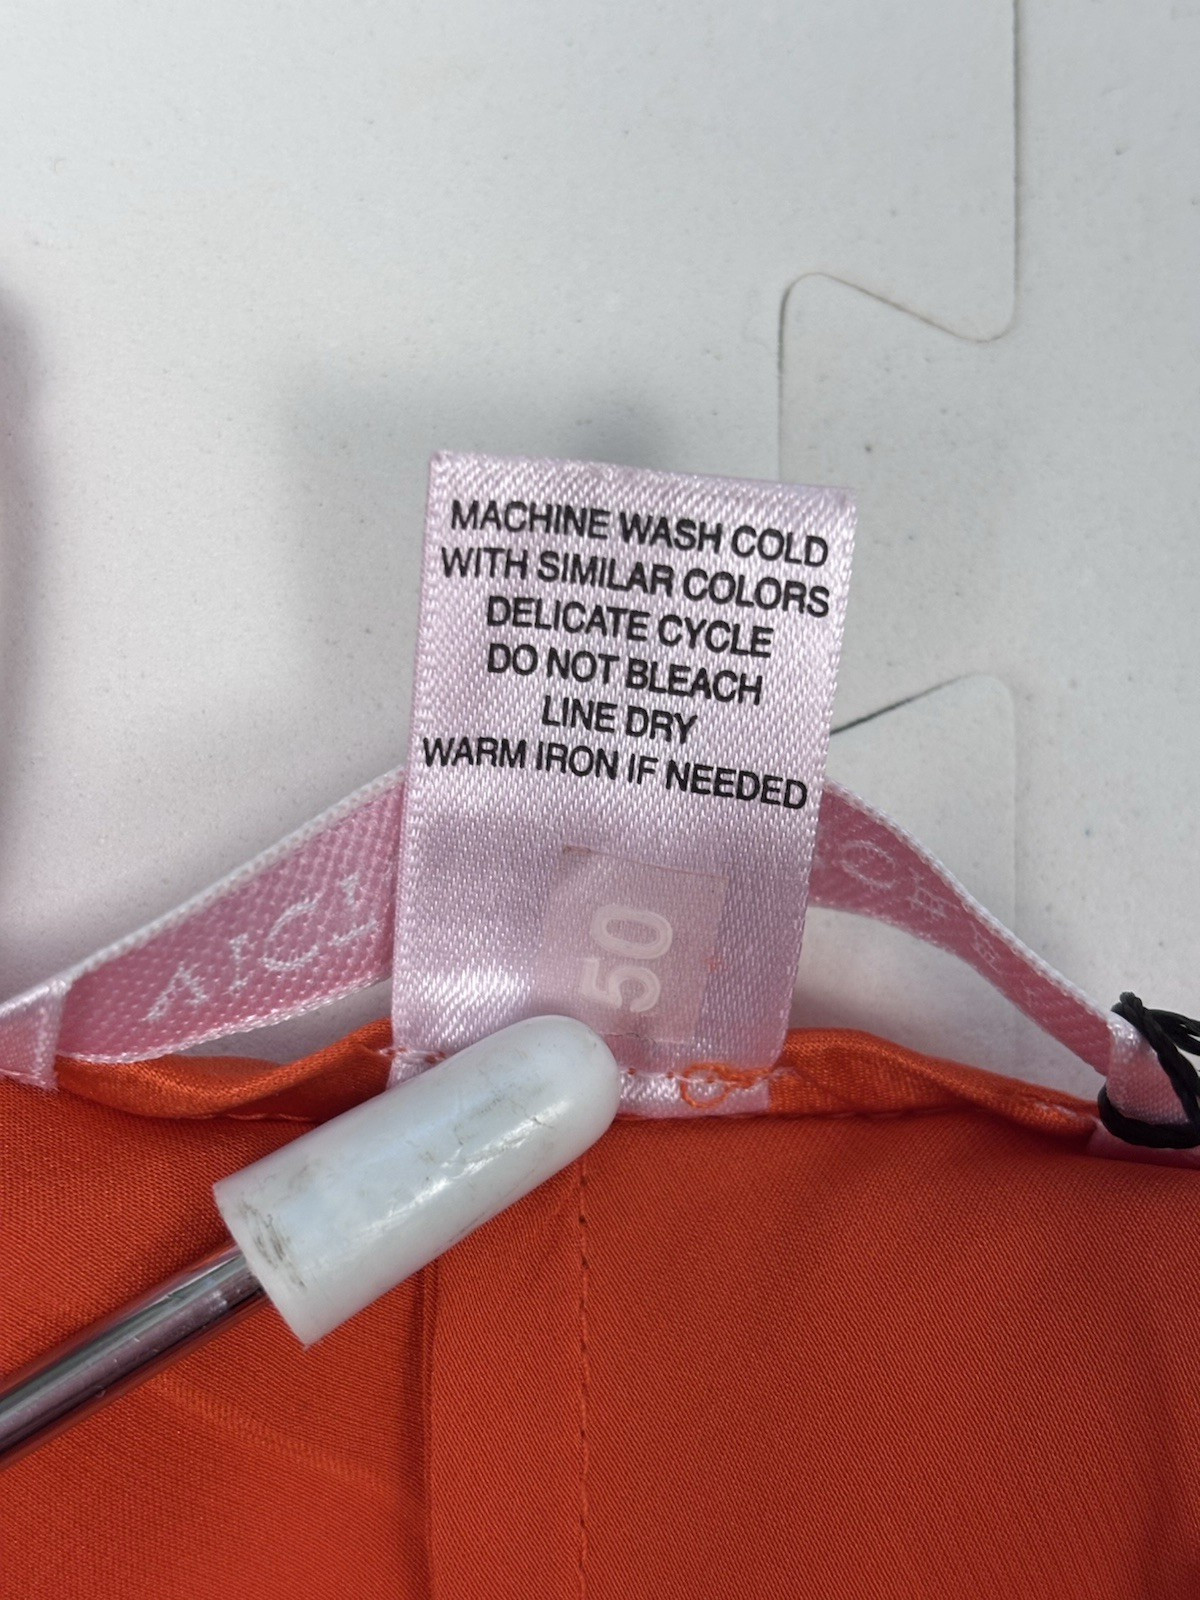 MACHINE WASH COLD
WITH SIMILAR COLORS
DELICATE CYCLE
DO NOT BLEACH
LINE DRY
WARM IRON IF NEEDED
50